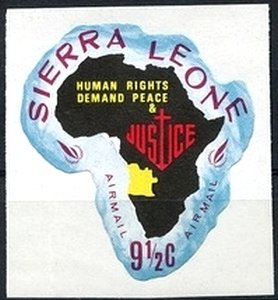 SIERRA LEONE
HUMAN RIGHTS
DEMAND PEACE
&
JUSTICE
AIRMAIL
AIRMAIL
9½C